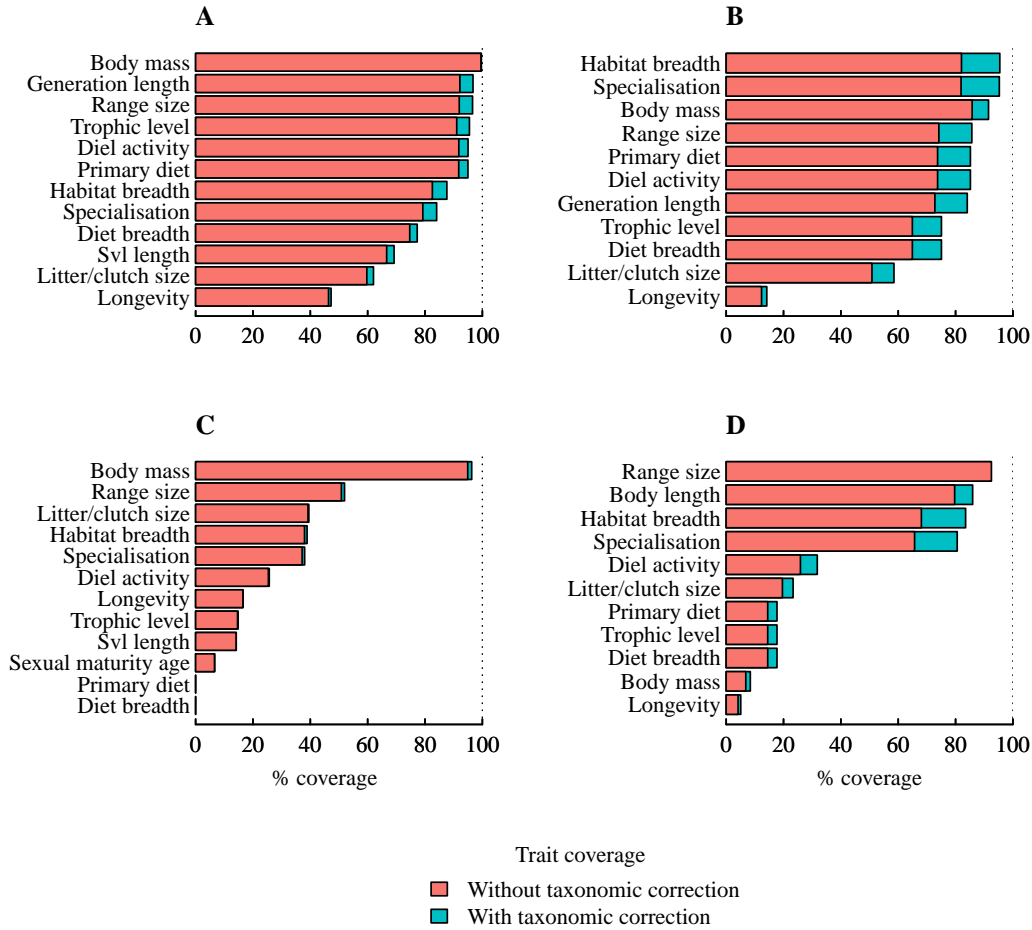 A
Body mass
Generation length
Range size
Trophic level
Diel activity
Primary diet
Habitat breadth
Specialisation
Diet breadth
Svl length
Litter/clutch size
Longevity
0 20 40 60 80 100
B
Habitat breadth
Specialisation
Body mass
Range size
Primary diet
Diel activity
Generation length
Trophic level
Diet breadth
Litter/clutch size
Longevity
0 20 40 60 80 100
C
Body mass
Range size
Litter/clutch size
Habitat breadth
Specialisation
Diel activity
Longevity
Trophic level
Svl length
Sexual maturity age
Primary diet
Diet breadth
0 20 40 60 80 100
% coverage
D
Range size
Body length
Habitat breadth
Specialisation
Diel activity
Litter/clutch size
Primary diet
Trophic level
Diet breadth
Body mass
Longevity
0 20 40 60 80 100
% coverage
Trait coverage
Without taxonomic correction
With taxonomic correction